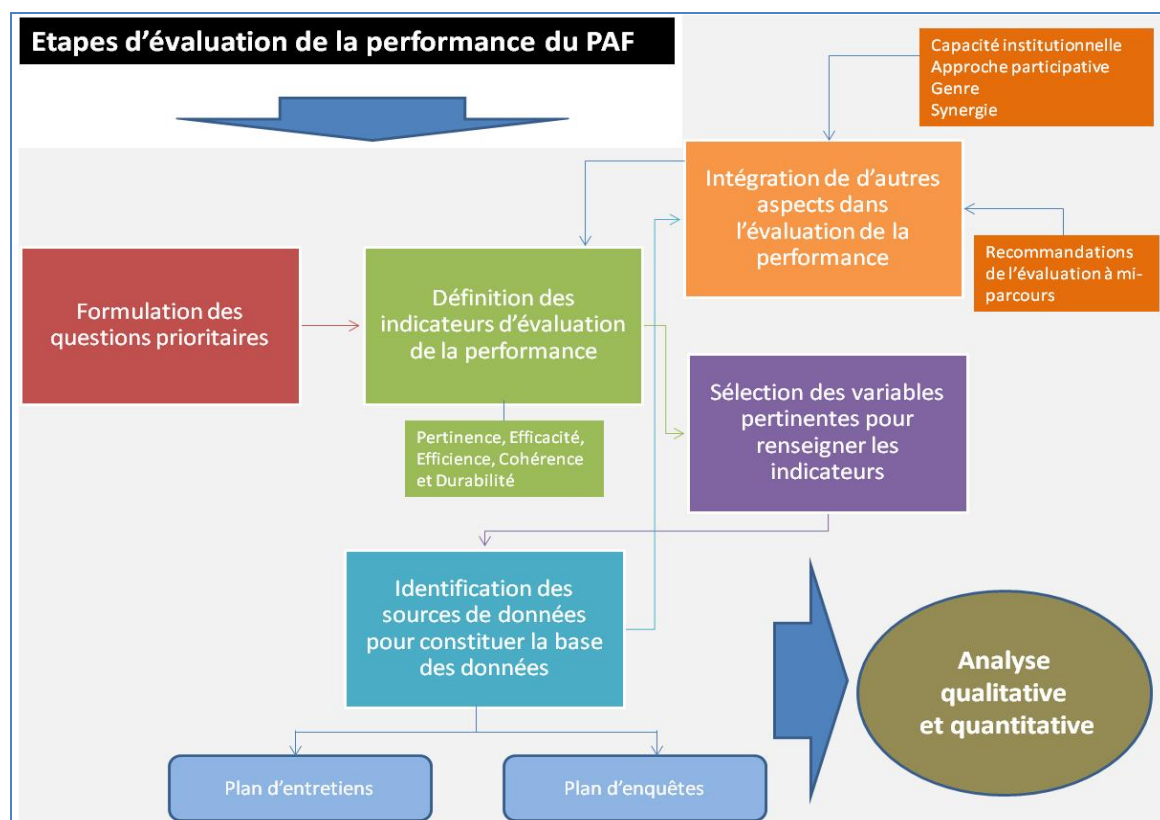 Etapes d'évaluation de la performance du PAF
Capacité institutionnelle
Approche participative
Genre
Synergie
Intégration de d'autres
aspects dans
l'évaluation de la
performance
Recommandations
de l'évaluation à mi-
parcours
Formulation des
questions prioritaires
Définition des
indicateurs d'évaluation
de la performance
Pertinence, Efficacité,
Efficience, Cohérence
et Durabilité
Sélection des variables
pertinentes pour
renseigner les
indicateurs
Identification des
sources de données
pour constituer la base
des données
Analyse
qualitative
et quantitative
Plan d'entretiens
Plan d'enquêtes